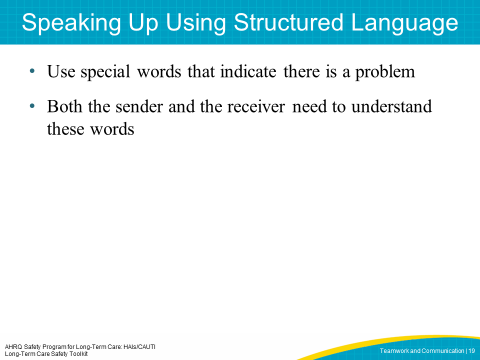 Speaking Up Using Structured Language
• Use special words that indicate there is a problem
• Both the sender and the receiver need to understand
these words
AHRQ Safety Program for Long-Term Care: HAIs/CAUTI
Long-Term Care Safety Toolkit
Teamwork and Communication | 19